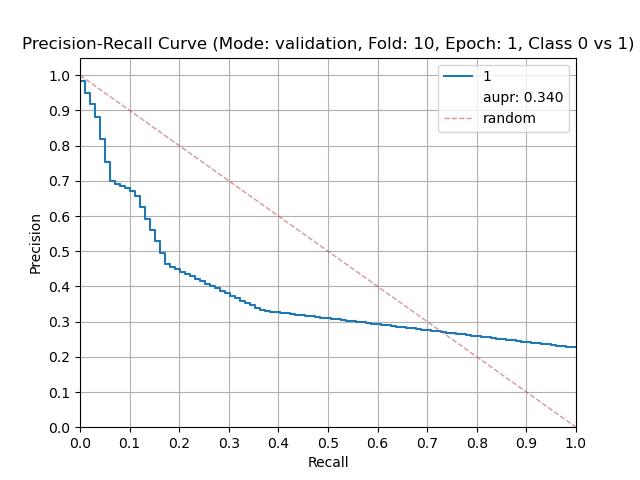 Precision-Recall Curve (Mode: validation, Fold: 10, Epoch: 1, Class 0 vs 1)
1
aupr: 0.340
random
Precision
1.0
0.9
0.8
0.7
0.6
0.5
0.4
0.3
0.2
0.1
0.0
0.0 0.1 0.2 0.3 0.4 0.5 0.6 0.7 0.8 0.9 1.0
Recall